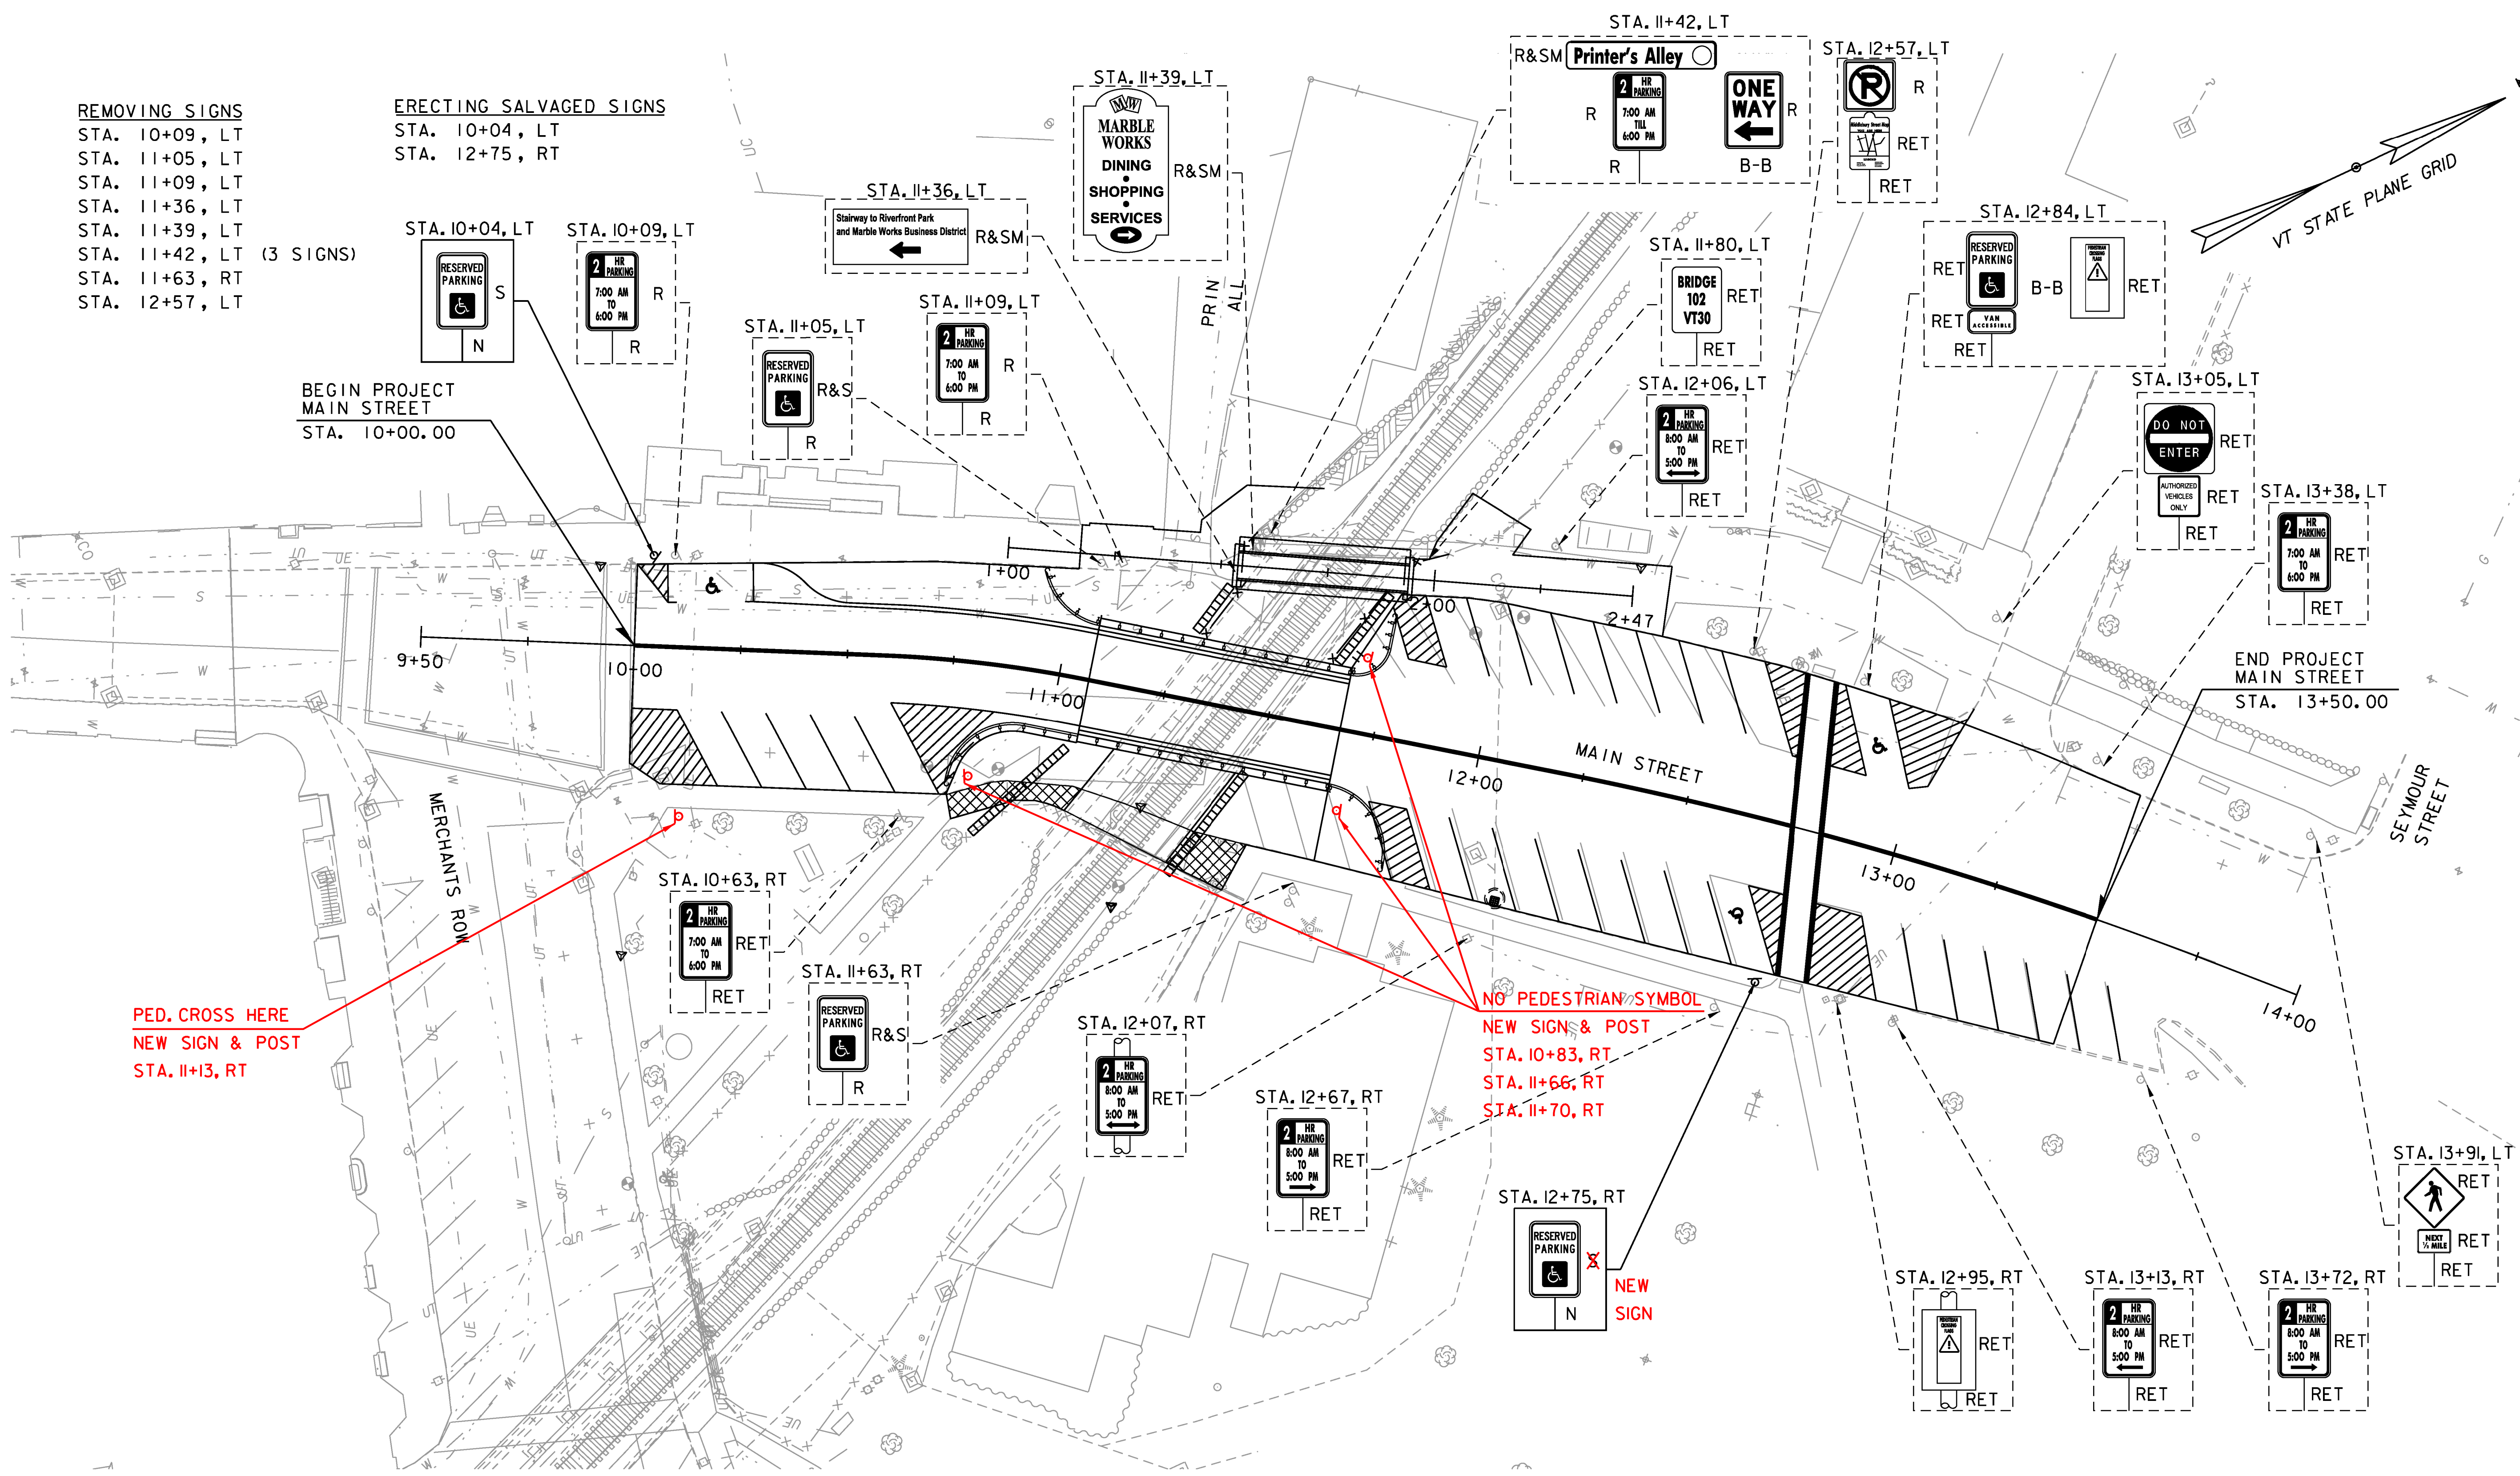 REMOVING SIGNS
STA. 10+09, LT
STA. 11+05, LT
STA. 11+09, LT
STA. 11+36, LT
STA. 11+39, LT
STA. 11+42, LT (3 SIGNS)
STA. 11+63, RT
STA. 12+57, LT
ERECTING SALVAGED SIGNS
STA. 10+04, LT
STA. 12+75, RT
STA. 10+04, LT
RESERVED
PARKING
S
N
STA. 10+09, LT
2 HR
PARKING
7:00 AM
TO
6:00 PM
R
R
BEGIN PROJECT
MAIN STREET
STA. 10+00.00
STA. 11+05, LT
RESERVED
PARKING
R&S
R
STA. 11+09, LT
2 HR
PARKING
7:00 AM
TO
6:00 PM
R
R
STA. 11+36, LT
Stairway to Riverfront Park
and Marble Works Business District
R&SM
STA. 11+39, LT
MW
MARBLE
WORKS
DINING
•
SHOPPING
•
SERVICES
R&SM
STA. 11+42, LT
R&SM
Printer's Alley
R
2 HR
PARKING
7:00 AM
TILL
6:00 PM
R
ONE
WAY
R
B-B
STA. 12+57, LT
P
R
Middlebury Street Map
RET
RET
VT STATE PLANE GRID
STA. 11+80, LT
BRIDGE
102
VT30
RET
RET
STA. 12+06, LT
2 HR
PARKING
8:00 AM
TO
5:00 PM
RET
RET
STA. 12+84, LT
RET
RESERVED
PARKING
B-B
PEDESTRIAN
CROSSING
FLAGS
RET
RET
VAN
ACCESSIBLE
RET
STA. 13+05, LT
DO NOT
ENTER
RET
AUTHORIZED
VEHICLES
ONLY
RET
RET
STA. 13+38, LT
2 HR
PARKING
7:00 AM
TO
6:00 PM
RET
RET
END PROJECT
MAIN STREET
STA. 13+50.00
SEYMOUR
STREET
PRIN
ALL
9+50
10+00
11+00
12+00
13+00
14+00
1+00
2+00
2+47
MAIN STREET
MERCHANTS ROW
STA. 10+63, RT
2 HR
PARKING
7:00 AM
TO
6:00 PM
RET
RET
STA. 11+63, RT
RESERVED
PARKING
R&S
R
PED. CROSS HERE
NEW SIGN & POST
STA. 11+13, RT
STA. 12+07, RT
2 HR
PARKING
8:00 AM
TO
5:00 PM
RET
STA. 12+67, RT
2 HR
PARKING
8:00 AM
TO
5:00 PM
RET
RET
NO PEDESTRIAN SYMBOL
NEW SIGN & POST
STA. 10+83, RT
STA. 11+66, RT
STA. 11+70, RT
STA. 12+75, RT
RESERVED
PARKING
S
N
NEW
SIGN
STA. 12+95, RT
PEDESTRIAN
CROSSING
FLAGS
RET
RET
STA. 13+13, RT
2 HR
PARKING
8:00 AM
TO
5:00 PM
RET
RET
STA. 13+72, RT
2 HR
PARKING
8:00 AM
TO
5:00 PM
RET
RET
STA. 13+91, LT
RET
NEXT
½ MILE
RET
RET